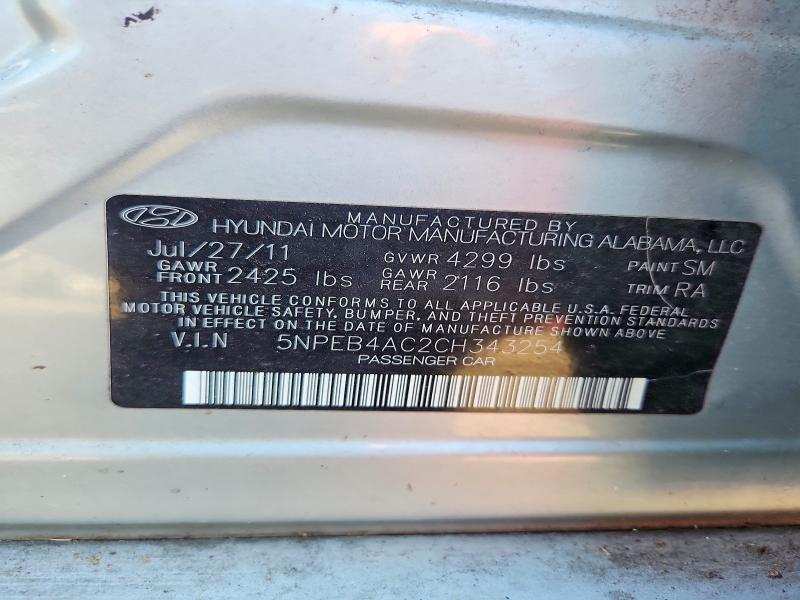 MANUFACTURED BY
HYUNDAI MOTOR MANUFACTURING ALABAMA, LLC
Jul/27/11 GVWR 4299 lbs PAINT SM
GAWR FRONT 2425 lbs GAWR REAR 2116 lbs TRIM RA
THIS VEHICLE CONFORMS TO ALL APPLICABLE U.S.A. FEDERAL
MOTOR VEHICLE SAFETY, BUMPER, AND THEFT PREVENTION STANDARDS
IN EFFECT ON THE DATE OF MANUFACTURE SHOWN ABOVE.
V.I.N 5NPEB4AC2CH343254
PASSENGER CAR